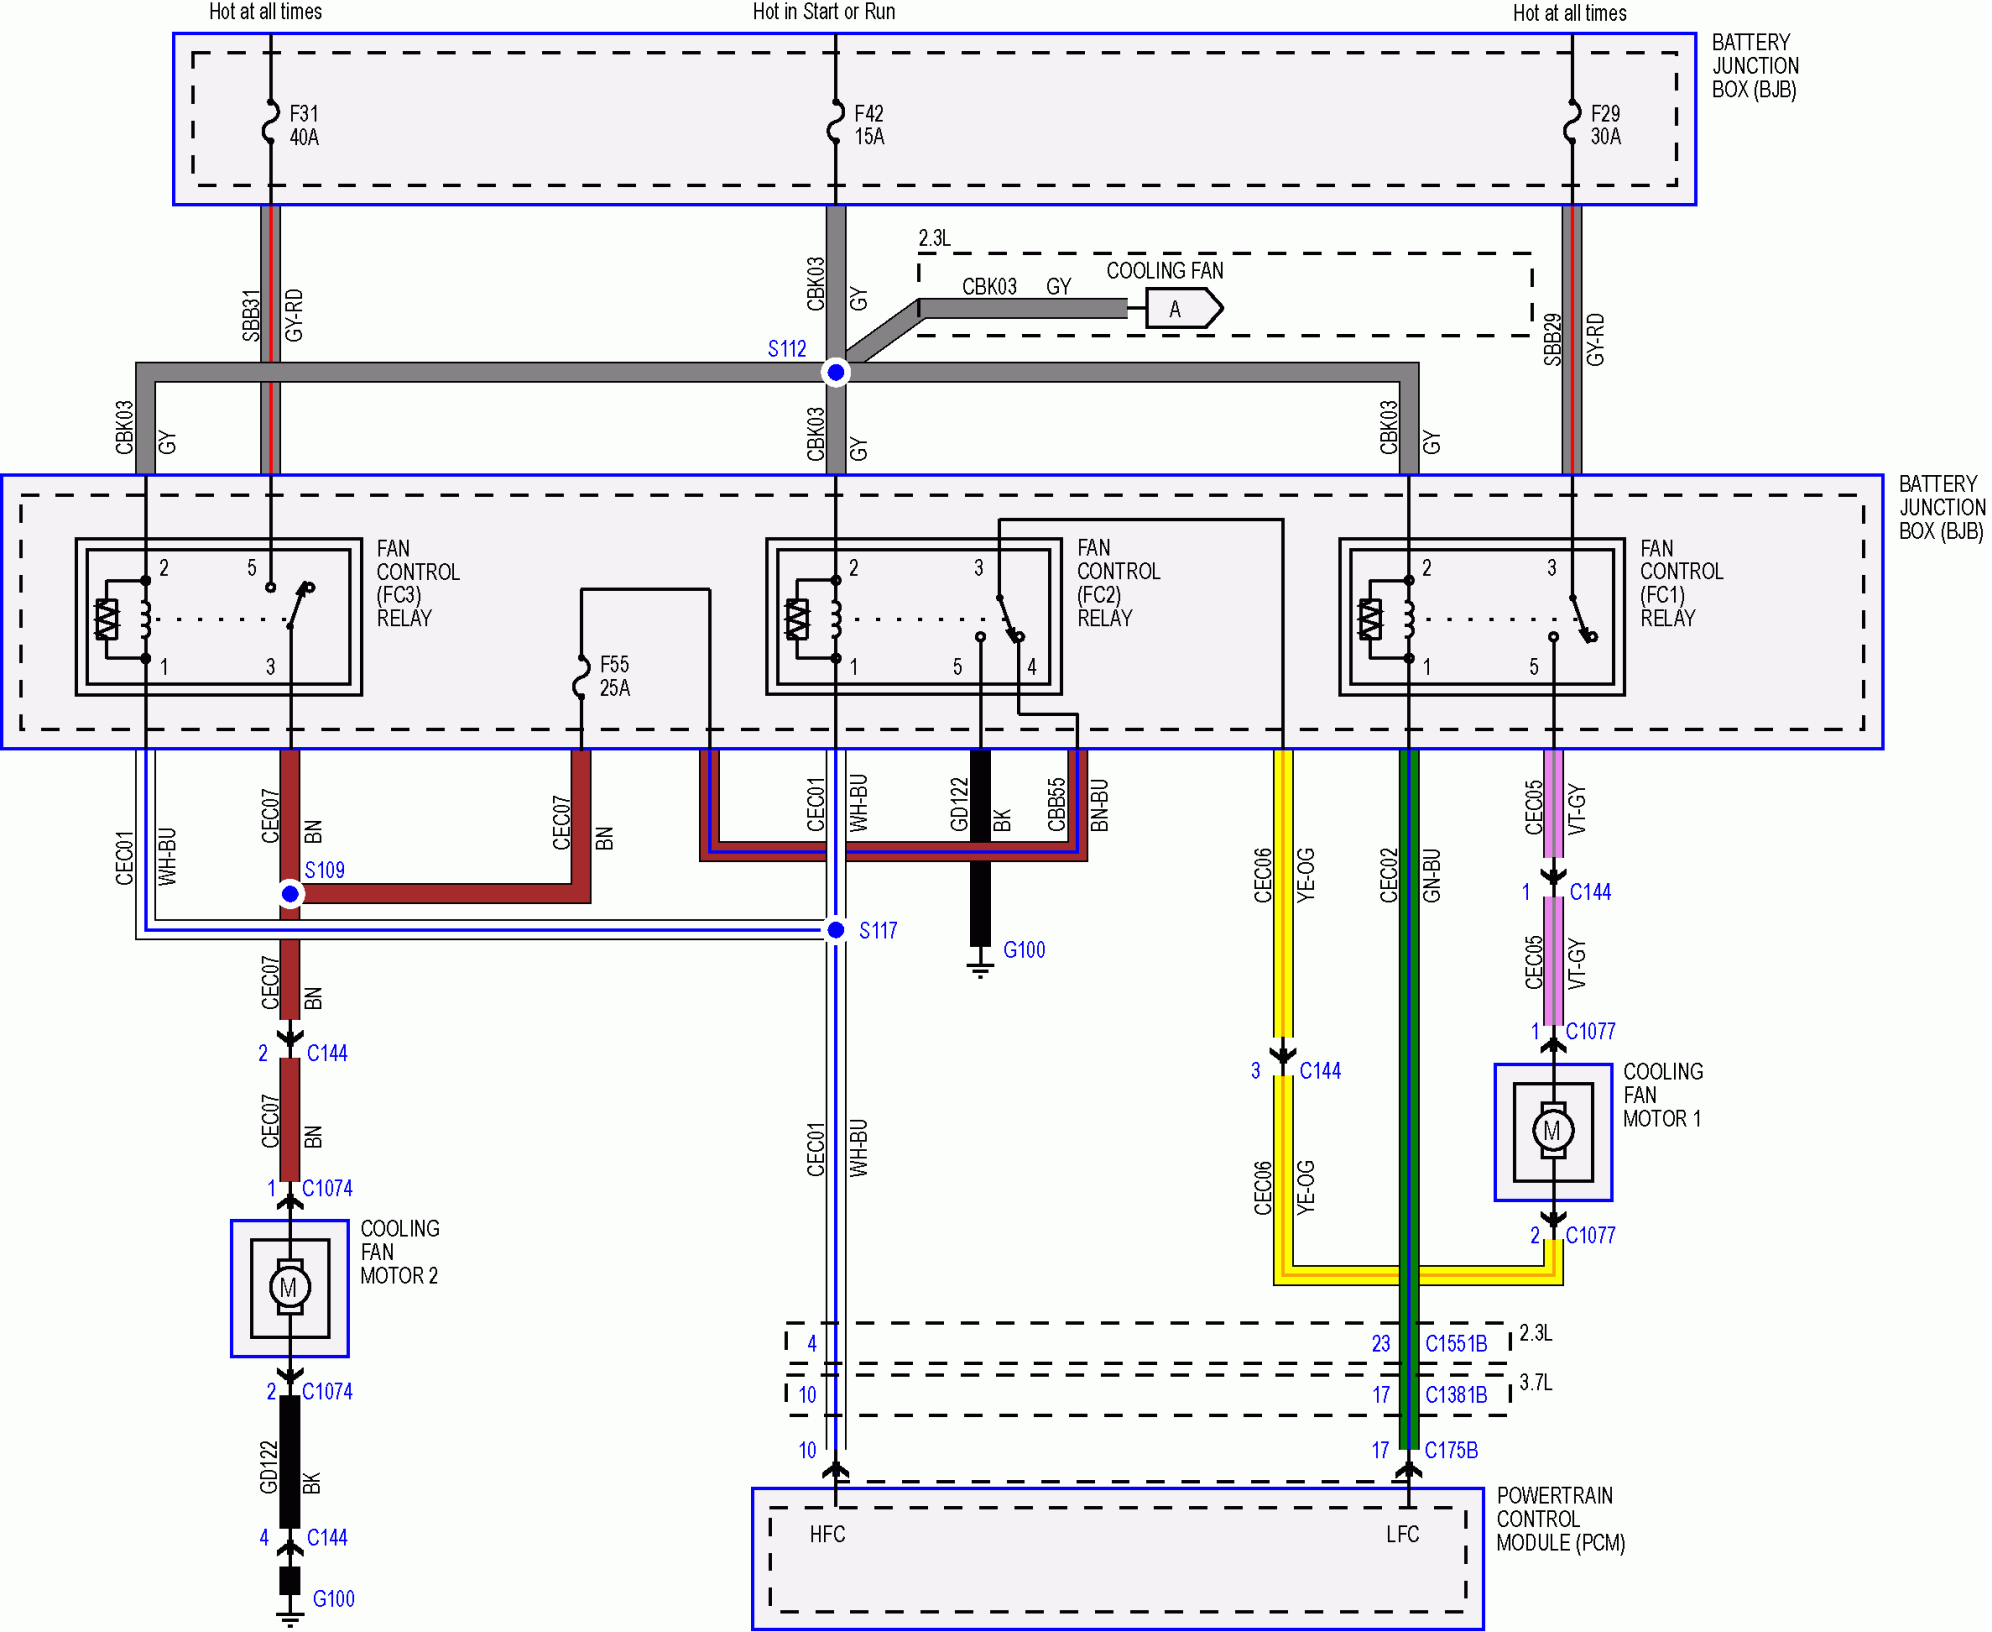 Hot at all times
Hot in Start or Run
Hot at all times
BATTERY
JUNCTION
BOX (BJB)
F31
40A
F42
15A
F29
30A
2.3L
COOLING FAN
CBK03 GY
A
SBB31
GY-RD
CBK03
GY
SBB29
GY-RD
S112
CBK03
GY
CBK03
GY
CBK03
GY
BATTERY
JUNCTION
BOX (BJB)
2
5
1
3
FAN
CONTROL
(FC3)
RELAY
F55
25A
2
3
1
5
4
FAN
CONTROL
(FC2)
RELAY
2
3
1
5
FAN
CONTROL
(FC1)
RELAY
CEC01
WH-BU
CEC07
BN
CEC07
BN
CEC01
WH-BU
GD122
BK
CBB55
BN-BU
CEC06
YE-OG
CEC02
GN-BU
CEC05
VT-GY
S109
1 C144
S117
G100
CEC07
BN
CEC05
VT-GY
2 C144
1 C1077
3 C144
CEC07
BN
COOLING
FAN
MOTOR 1
M
CEC01
WH-BU
CEC06
YE-OG
1 C1074
2 C1077
COOLING
FAN
MOTOR 2
M
4
23 C1551B
2.3L
10
17 C1381B
3.7L
2 C1074
10
17 C175B
GD122
BK
4 C144
G100
HFC
LFC
POWERTRAIN
CONTROL
MODULE (PCM)